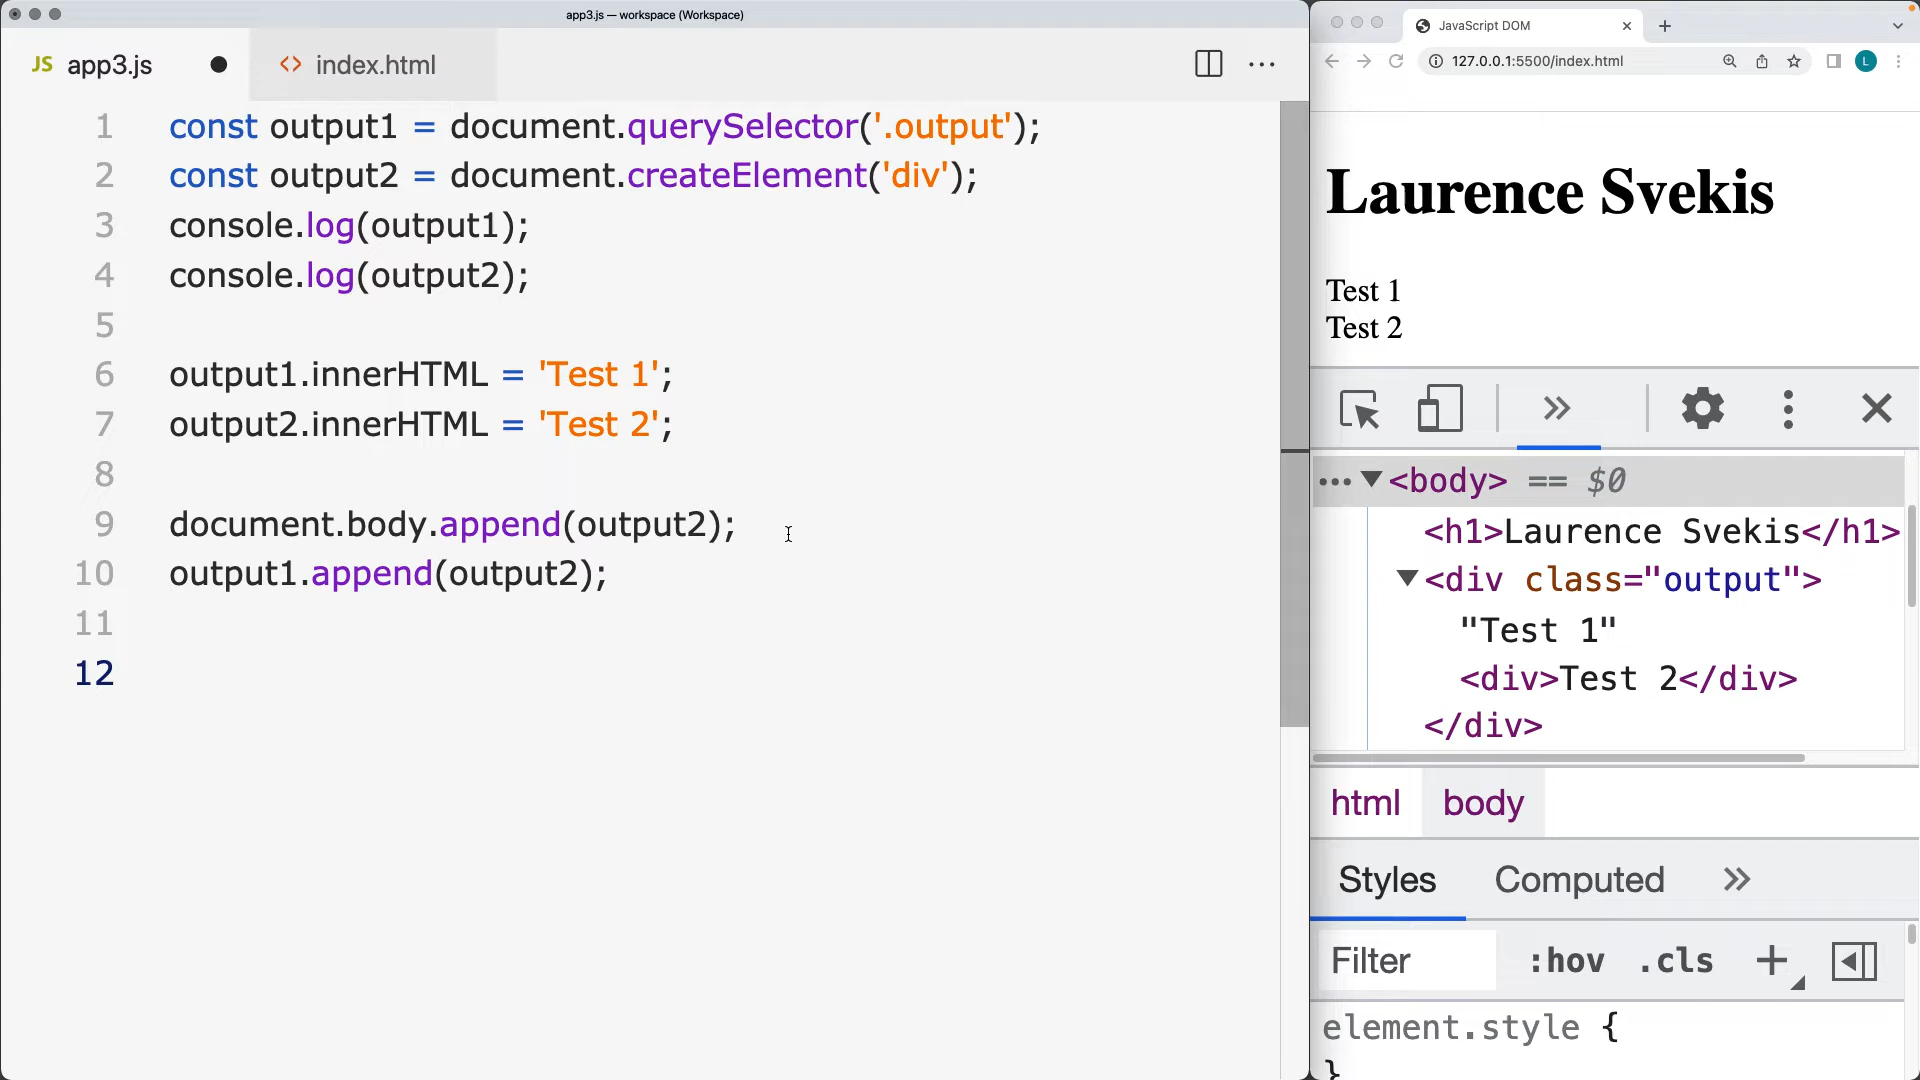 app3.js — workspace (Workspace)
JS app3.js
<> index.html
1 const output1 = document.querySelector('.output');
2 const output2 = document.createElement('div');
3 console.log(output1);
4 console.log(output2);
5
6 output1.innerHTML = 'Test 1';
7 output2.innerHTML = 'Test 2';
8
9 document.body.append(output2);
10 output1.append(output2);
11
12
JavaScript DOM
127.0.0.1:5500/index.html
L
Laurence Svekis
Test 1
Test 2
<body> == $0
<h1>Laurence Svekis</h1>
<div class="output">
"Test 1"
<div>Test 2</div>
</div>
html body
Styles Computed
Filter :hov .cls
element.style {
}